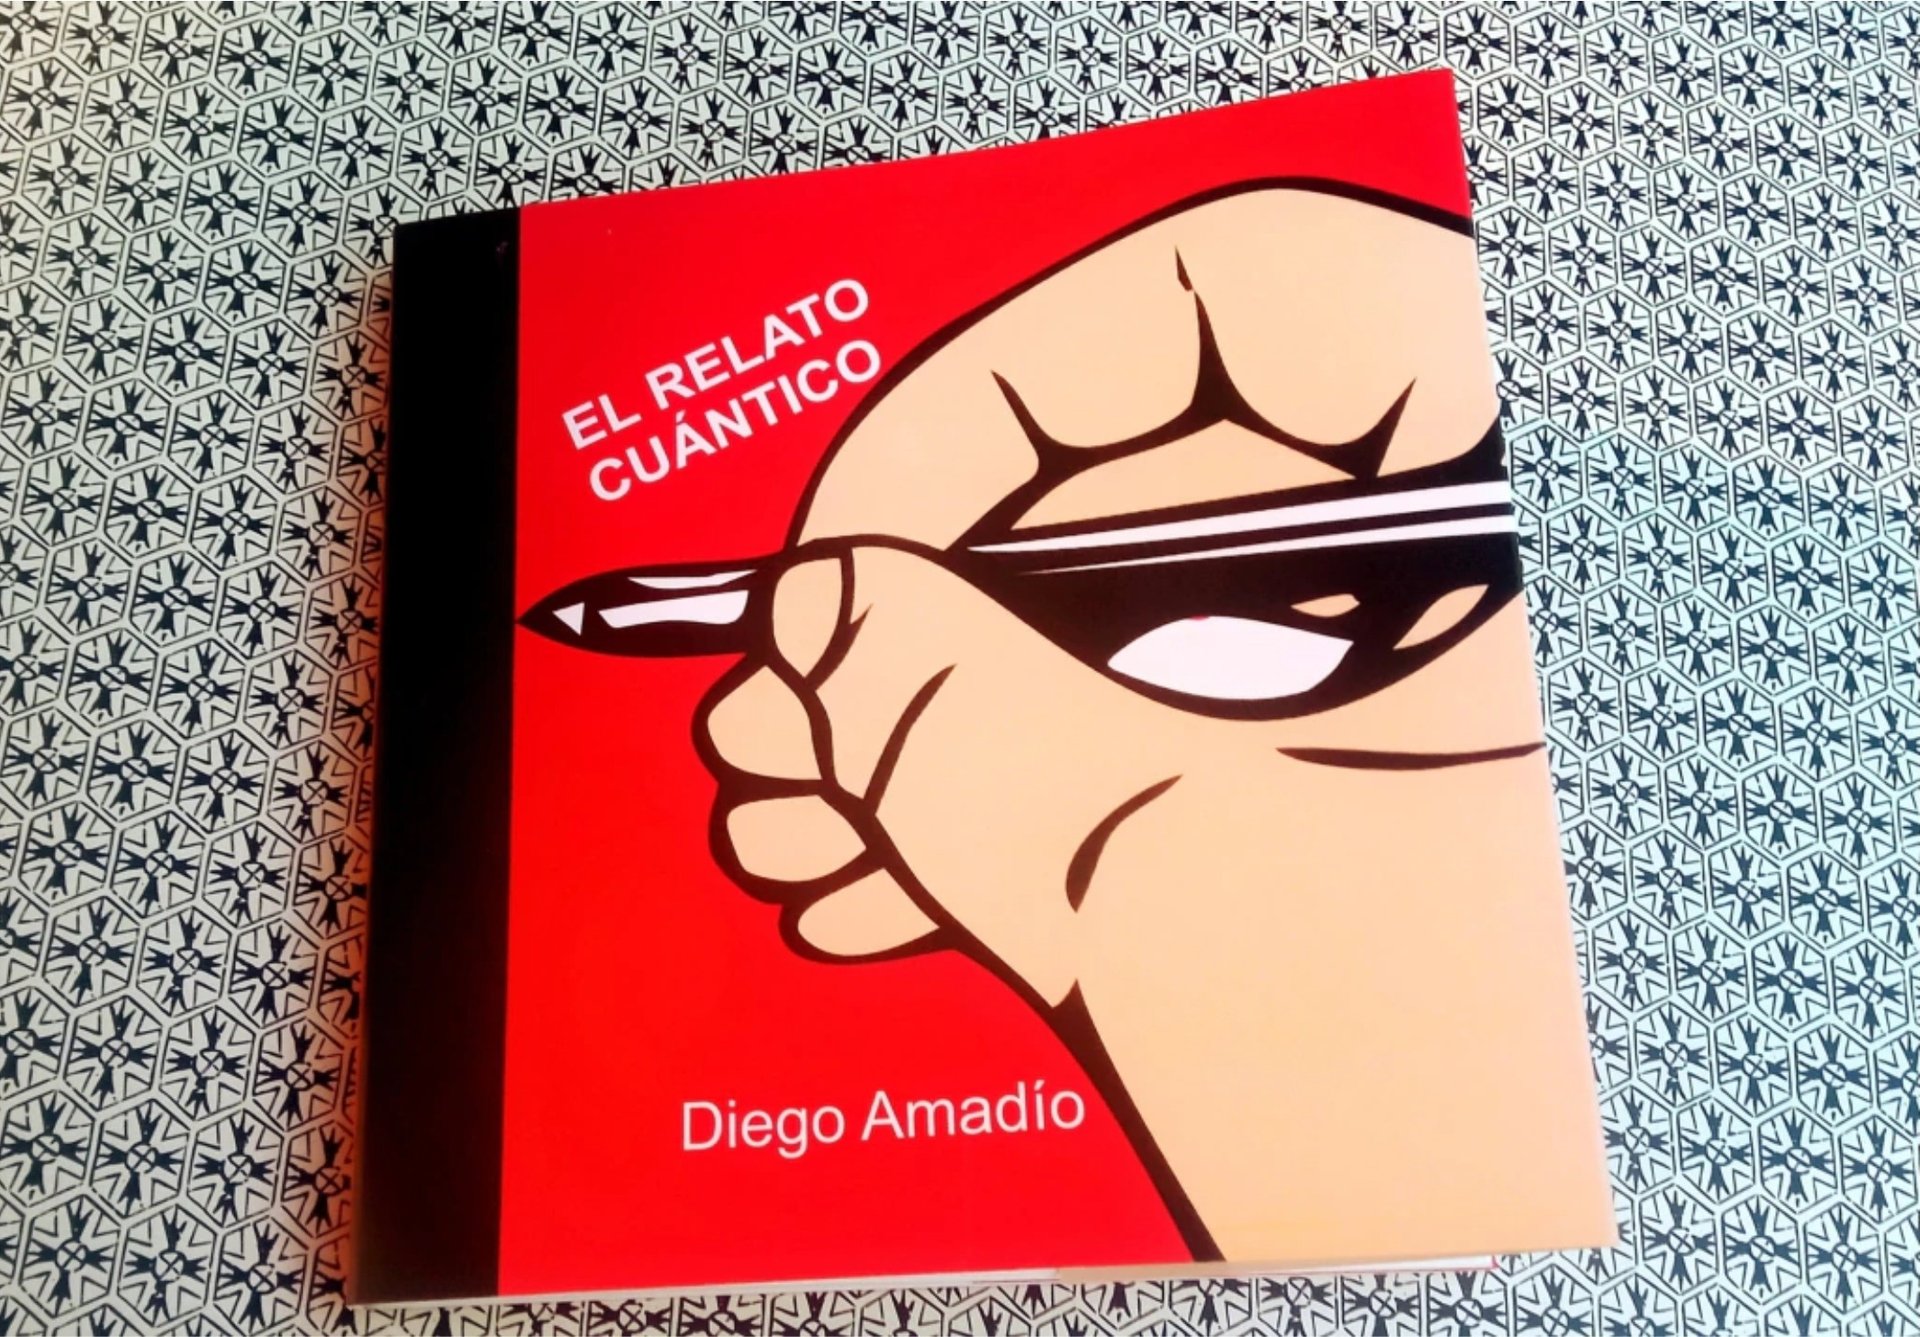 EL RELATO
CUÁNTICO
Diego Amadío